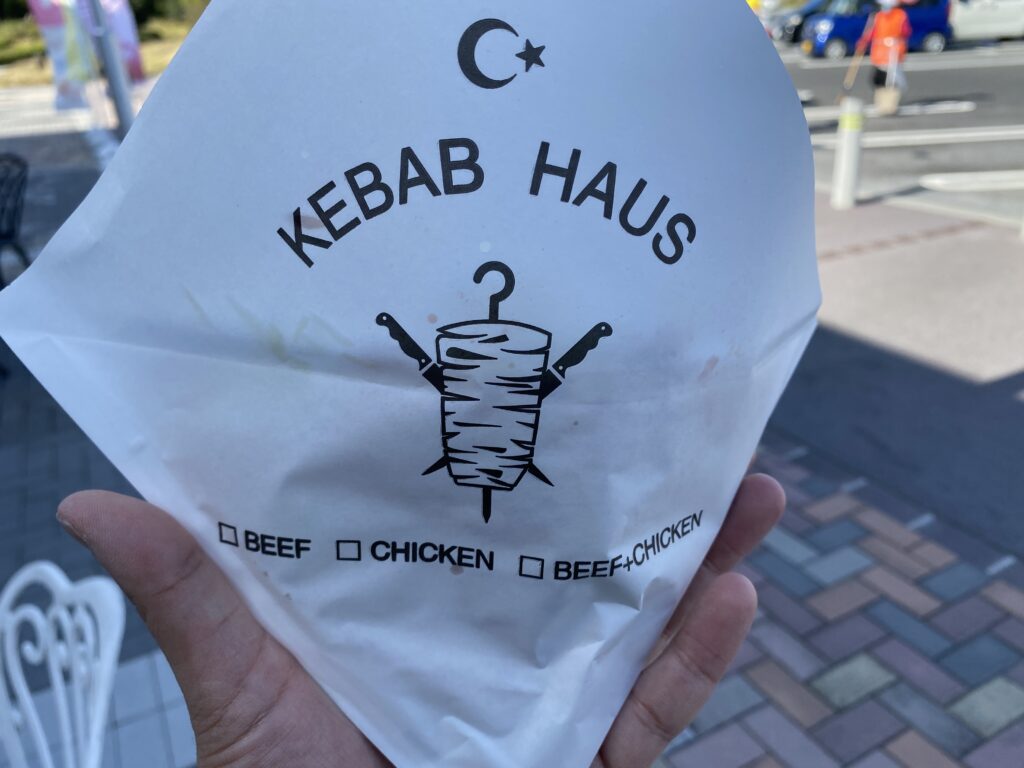 KEBAB HAUS
☐ BEEF ☐ CHICKEN ☐ BEEF+CHICKEN